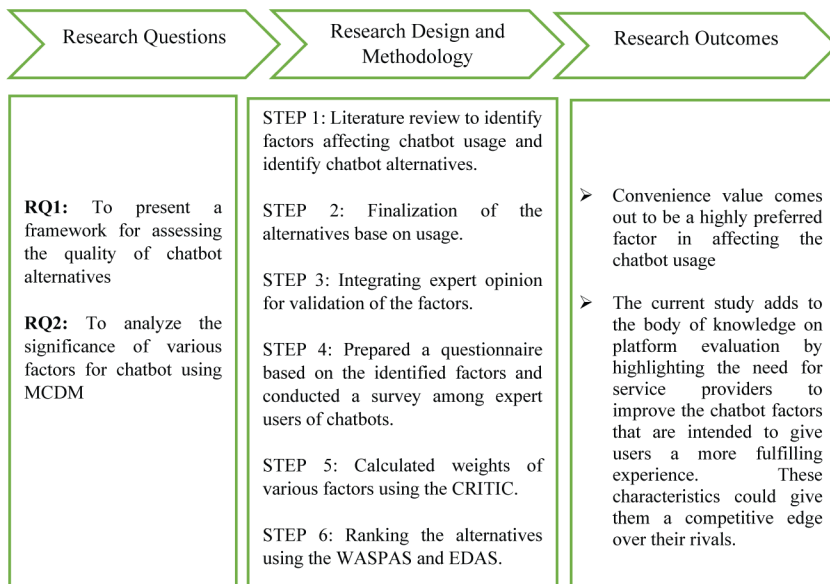 Research Questions
Research Design and
Methodology
Research Outcomes
RQ1: To present a
framework for assessing
the quality of chatbot
alternatives
RQ2: To analyze the
significance of various
factors for chatbot using
MCDM
STEP 1: Literature review to identify
factors affecting chatbot usage and
identify chatbot alternatives.
STEP 2: Finalization of the
alternatives base on usage.
STEP 3: Integrating expert opinion
for validation of the factors.
STEP 4: Prepared a questionnaire
based on the identified factors and
conducted a survey among expert
users of chatbots.
STEP 5: Calculated weights of
various factors using the CRITIC.
STEP 6: Ranking the alternatives
using the WASPAS and EDAS.
➢ Convenience value comes
out to be a highly preferred
factor in affecting the
chatbot usage
➢ The current study adds to
the body of knowledge on
platform evaluation by
highlighting the need for
service providers to
improve the chatbot factors
that are intended to give
users a more fulfilling
experience. These
characteristics could give
them a competitive edge
over their rivals.